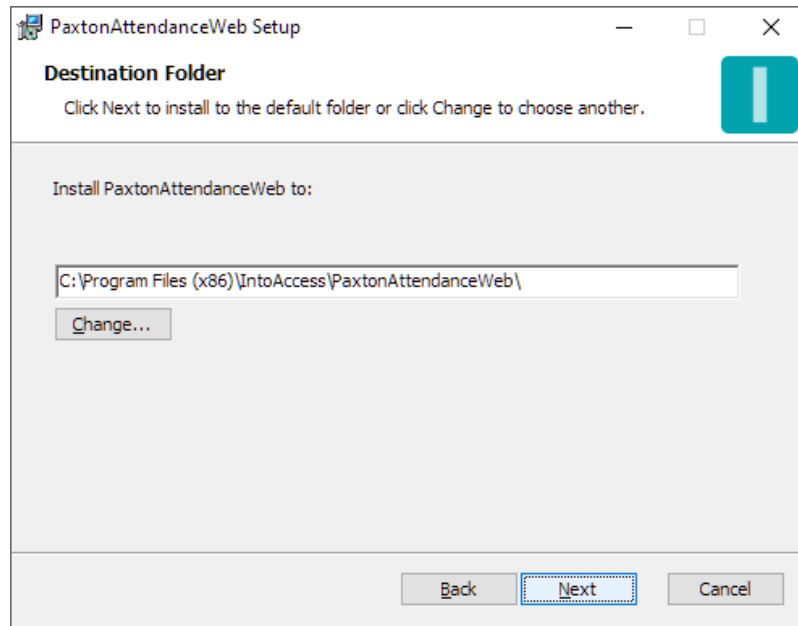 PaxtonAttendanceWeb Setup
Destination Folder
Click Next to install to the default folder or click Change to choose another.
Install PaxtonAttendanceWeb to:
C:\Program Files (x86)\IntoAccess\PaxtonAttendanceWeb\
Change...
Back Next Cancel